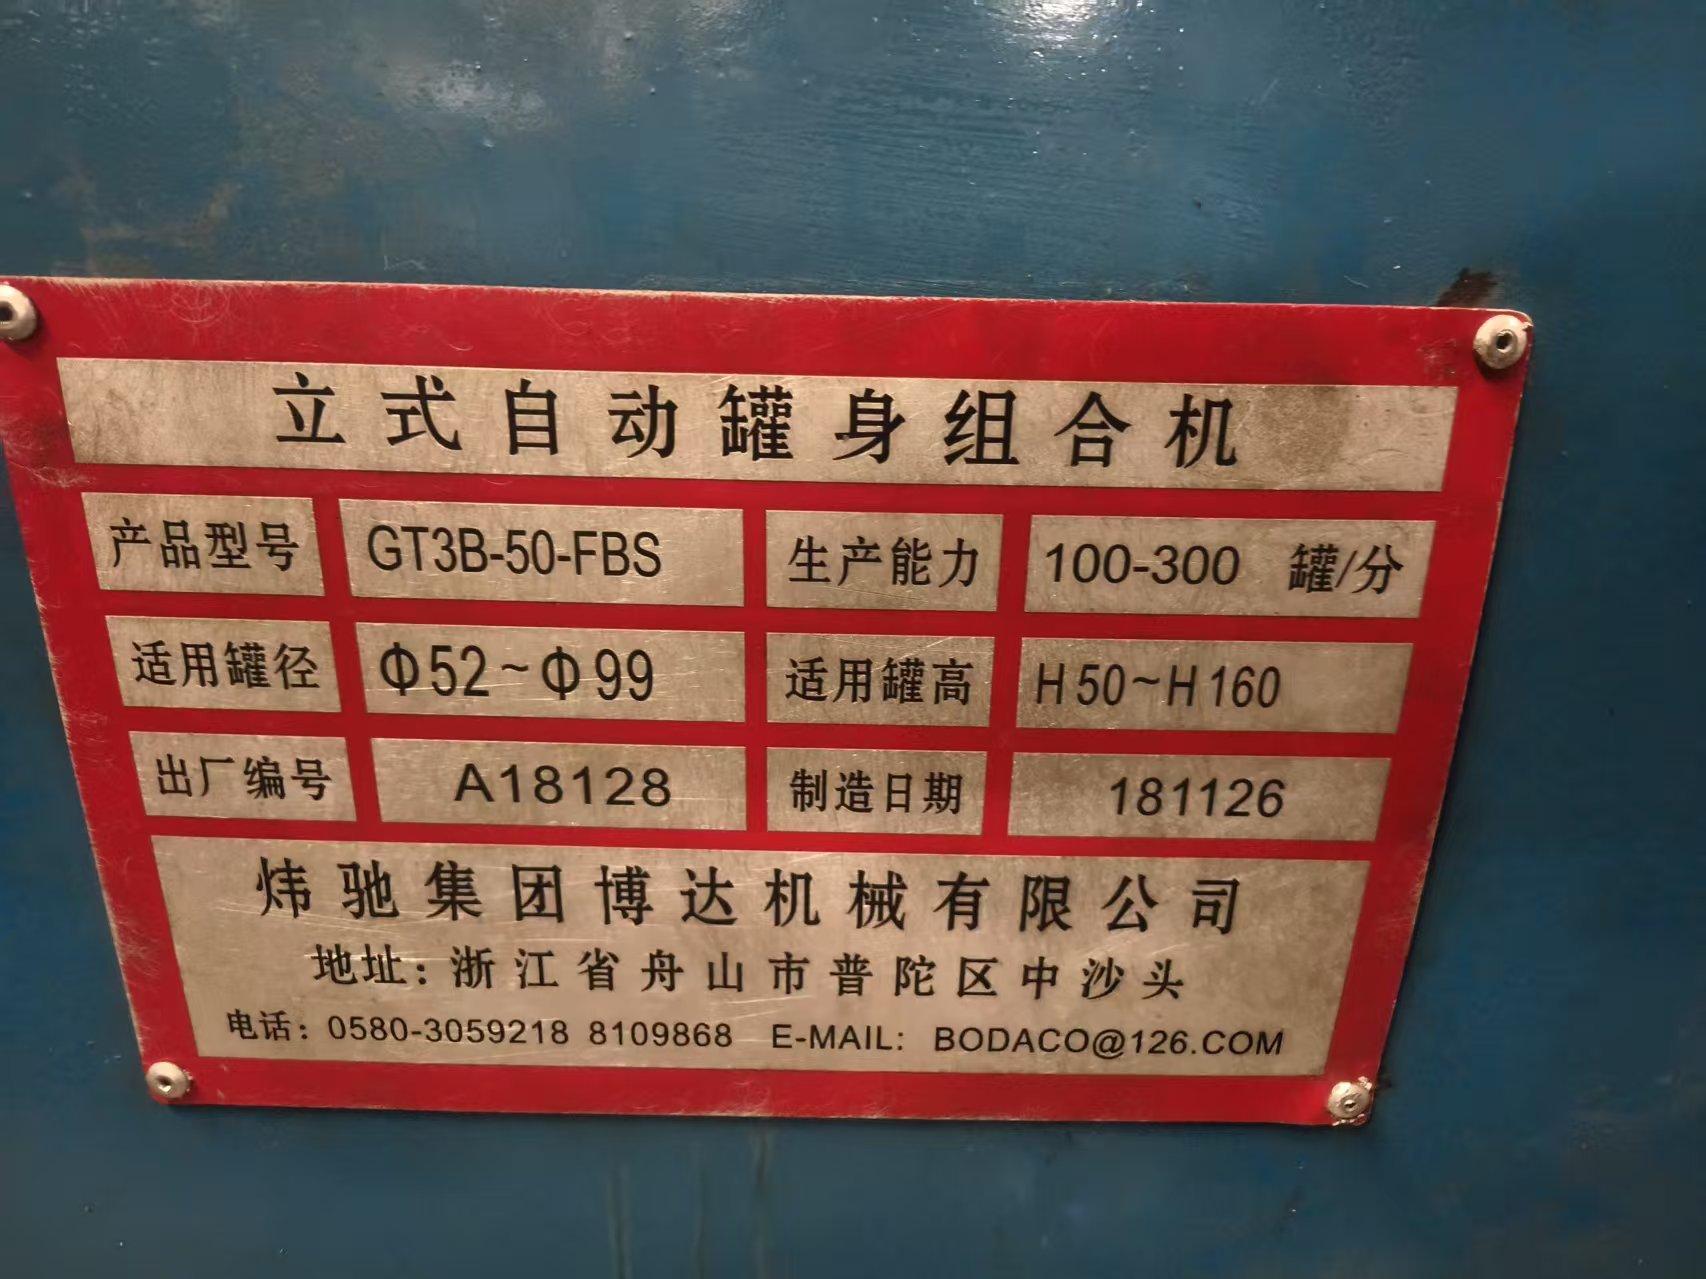 立式自动罐身组合机
产品型号 GT3B-50-FBS 生产能力 100-300 罐/分
适用罐径 Φ52~Φ99 适用罐高 H50~H160
出厂编号 A18128 制造日期 181126
炜驰集团博达机械有限公司
地址：浙江省舟山市普陀区中沙头
电话：0580-3059218 8109868 E-MAIL: BODACO@126.COM